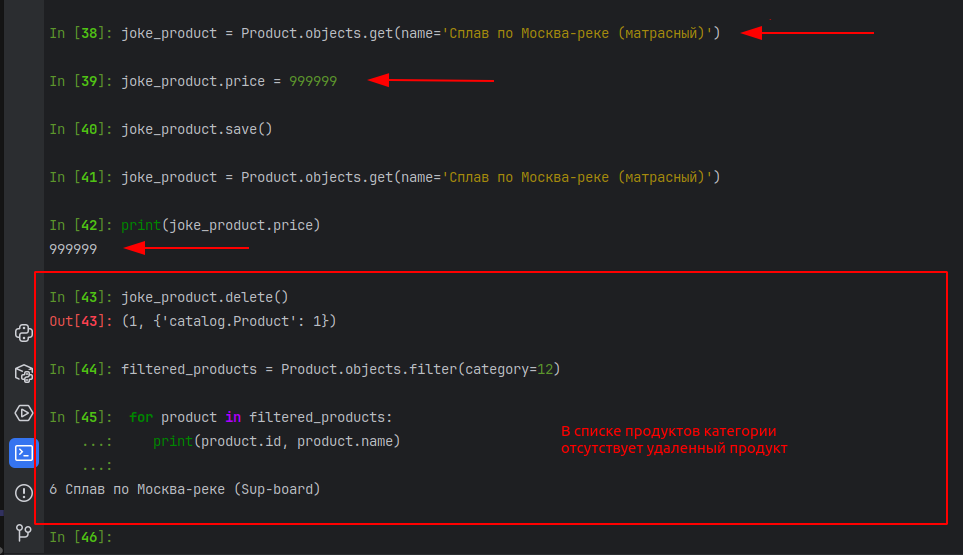 In [38]: joke_product = Product.objects.get(name='Сплав по Москва-реке (матрасный)')
In [39]: joke_product.price = 999999
In [40]: joke_product.save()
In [41]: joke_product = Product.objects.get(name='Сплав по Москва-реке (матрасный)')
In [42]: print(joke_product.price)
999999
In [43]: joke_product.delete()
Out[43]: (1, {'catalog.Product': 1})
In [44]: filtered_products = Product.objects.filter(category=12)
In [45]:  for product in filtered_products:
    ...:     print(product.id, product.name)
    ...:
В списке продуктов категории
отсутствует удаленный продукт
6 Сплав по Москва-реке (Sup-board)
In [46]: